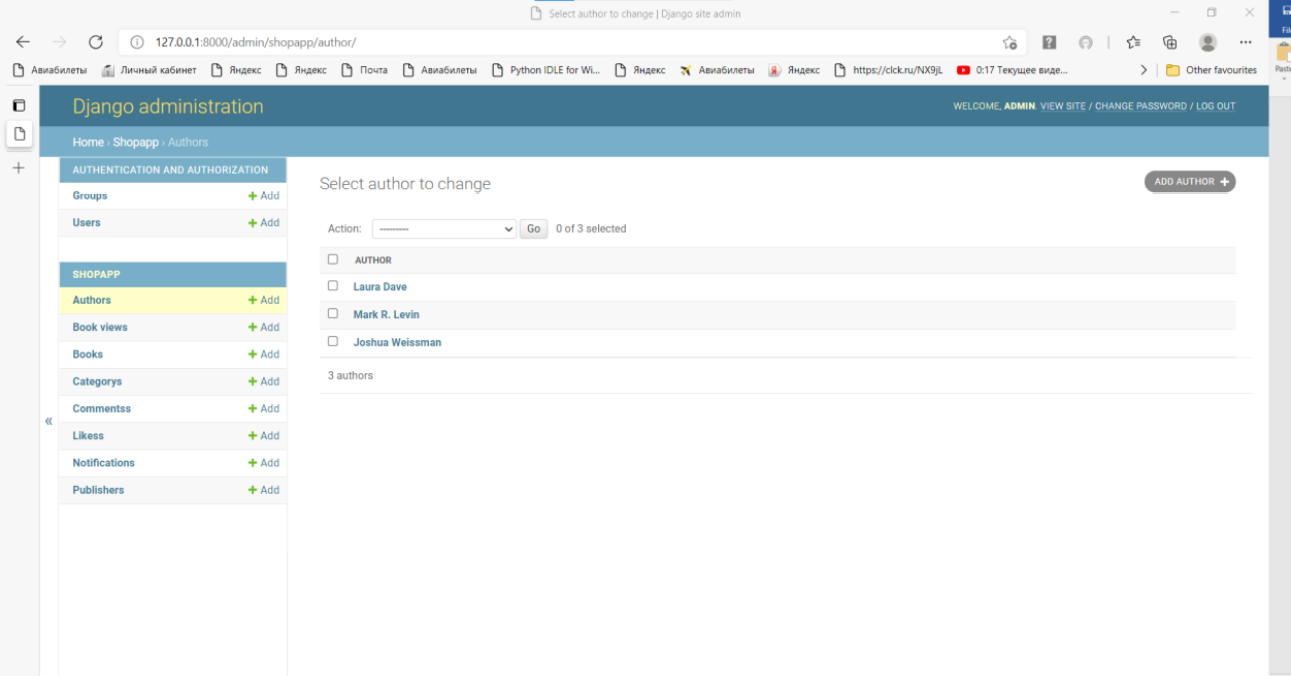 Select author to change | Django site admin
127.0.0.1:8000/admin/shopapp/author/
Авиабилеты Личный кабинет Яндекс Яндекс Почта Авиабилеты Python IDLE for Wi... Яндекс Авиабилеты Яндекс https://clck.ru/NX9jL 0:17 Текущее виде... Other favourites
Paste
Django administration
WELCOME, ADMIN. VIEW SITE / CHANGE PASSWORD / LOG OUT
Home › Shopapp › Authors
AUTHENTICATION AND AUTHORIZATION
Groups + Add
Users + Add
SHOPAPP
Authors + Add
Book views + Add
Books + Add
Categorys + Add
Commentss + Add
Likess + Add
Notifications + Add
Publishers + Add
«
Select author to change
ADD AUTHOR +
Action: --------- Go 0 of 3 selected
AUTHOR
Laura Dave
Mark R. Levin
Joshua Weissman
3 authors